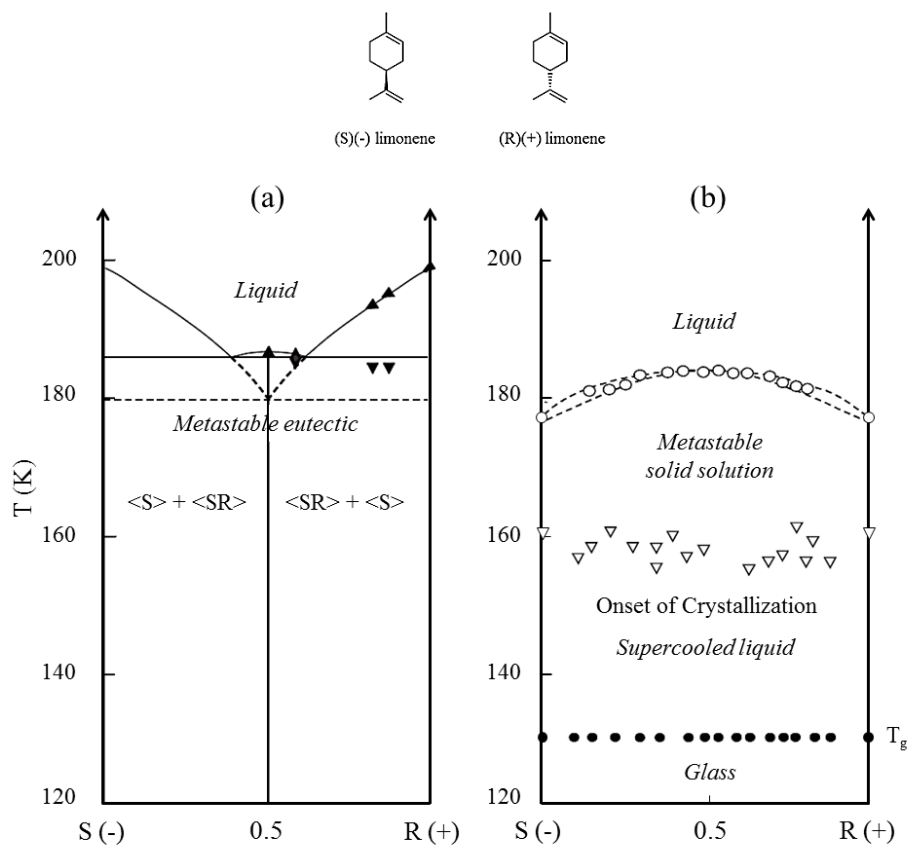 (S)(-) limonene
(R)(+) limonene
(a)
(b)
200
180
160
140
120
T (K)
Liquid
Metastable eutectic
<S> + <SR>
<SR> + <S>
S (-)
0.5
R (+)
200
180
160
140
120
Liquid
Metastable
solid solution
Onset of Crystallization
Supercooled liquid
Tg
Glass
S (-)
0.5
R (+)